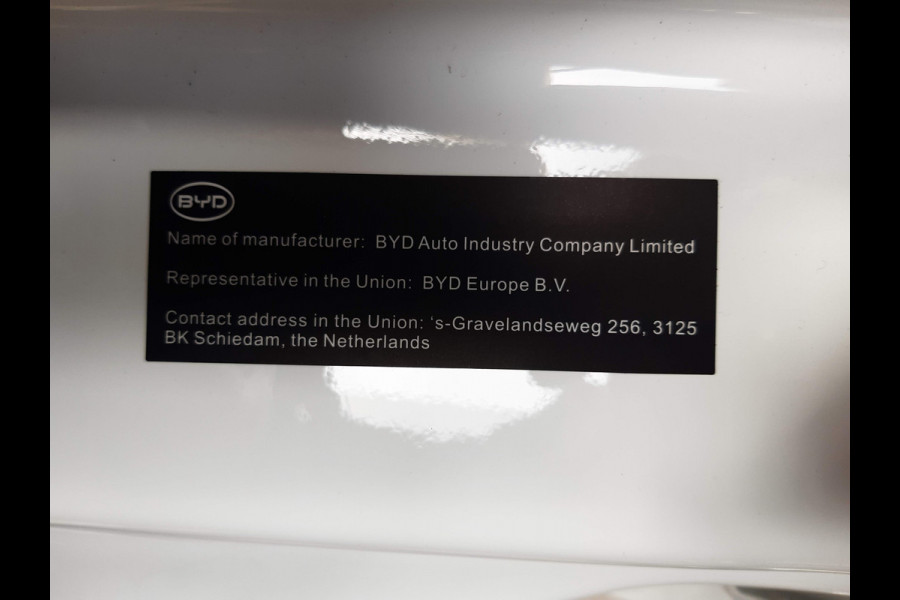 BYD
Name of manufacturer: BYD Auto Industry Company Limited
Representative in the Union: BYD Europe B.V.
Contact address in the Union: ‘s-Gravelandseweg 256, 3125
BK Schiedam, the Netherlands